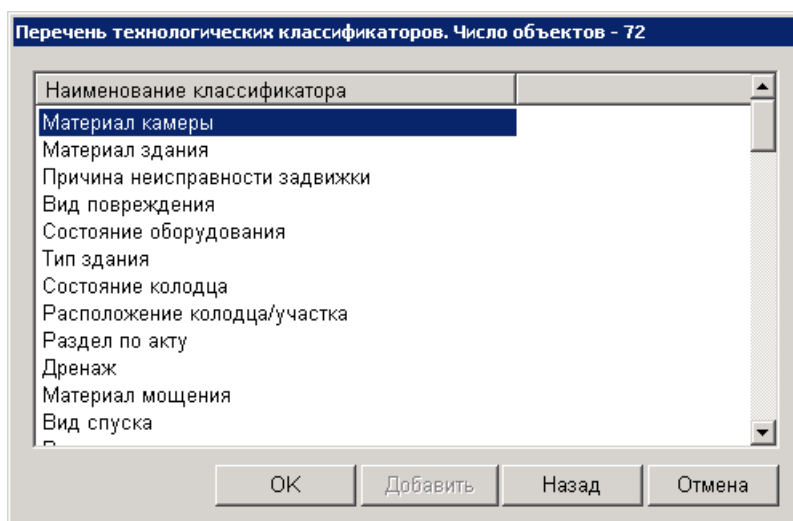 Перечень технологических классификаторов. Число объектов - 72
Наименование классификатора
Материал камеры
Материал здания
Причина неисправности задвижки
Вид повреждения
Состояние оборудования
Тип здания
Состояние колодца
Расположение колодца/участка
Раздел по акту
Дренаж
Материал мощения
Вид спуска
OK Добавить Назад Отмена